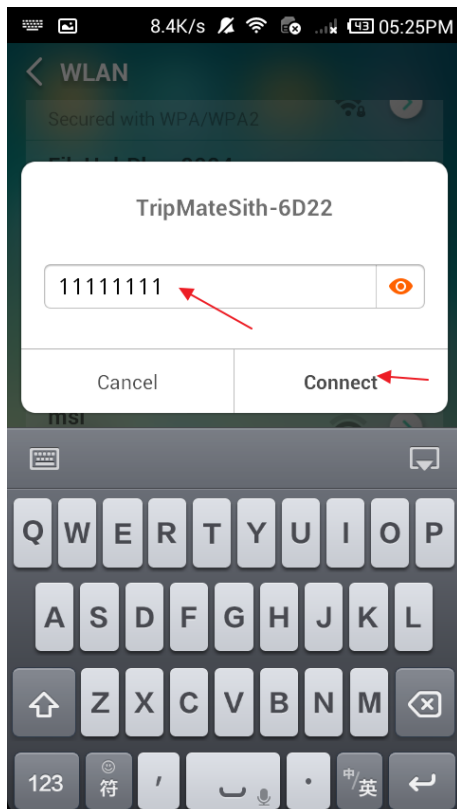 8.4K/s 43 05:25PM
WLAN
Secured with WPA/WPA2
TripMateSith-6D22
11111111
Cancel Connect
msi
Q W E R T Y U I O P
A S D F G H J K L
Z X C V B N M
123 符 ， . 中/英